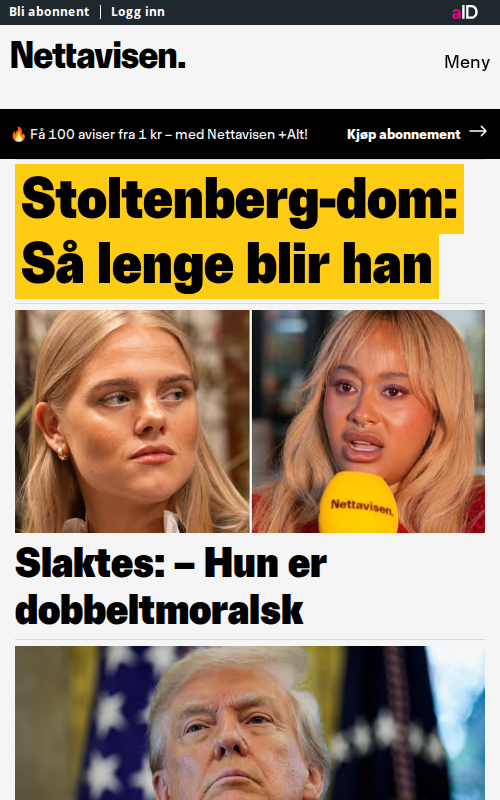 Bli abonnent | Logg inn
aID
Nettavisen.
Meny
🔥 Få 100 aviser fra 1 kr – med Nettavisen +Alt!
Kjøp abonnement →
Stoltenberg-dom:
Så lenge blir han
Nettavisen.
Slaktes: – Hun er
dobbeltmoralsk